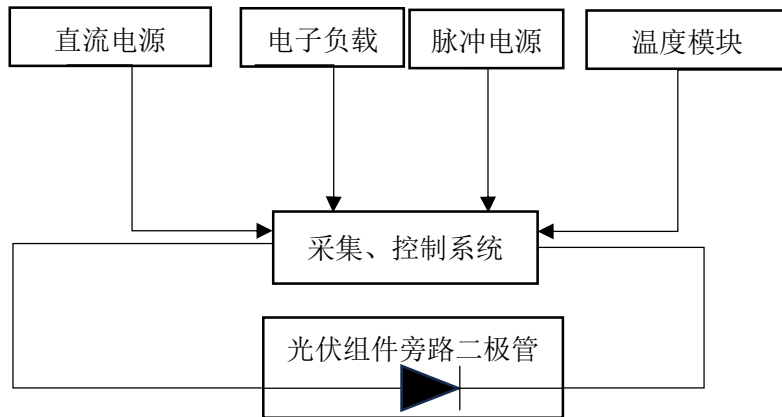 直流电源
电子负载
脉冲电源
温度模块
采集、控制系统
光伏组件旁路二极管